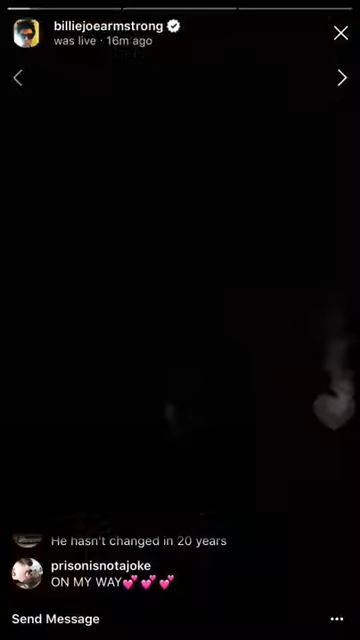 billiejoearmstrong
was live · 16m ago
He hasn't changed in 20 years
prisonisnotajoke
ON MY WAY💕💕💕
Send Message